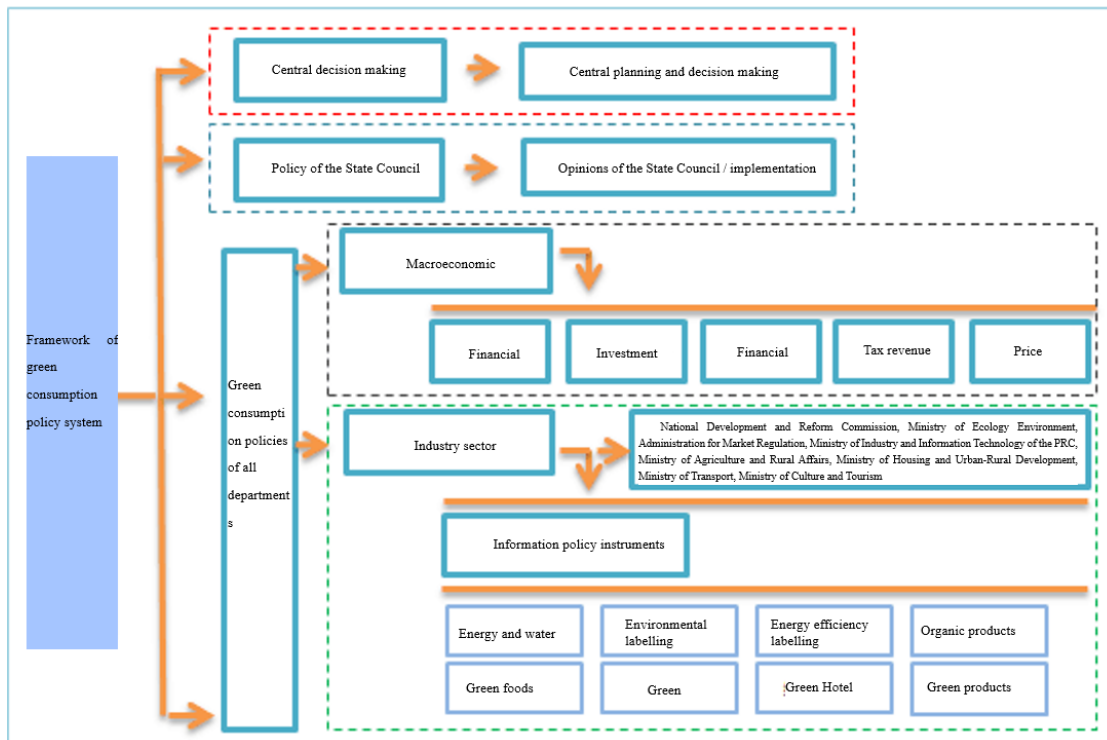 Central decision making
Central planning and decision making
Policy of the State Council
Opinions of the State Council / implementation
Framework of
green
consumption
policy system
Green
consumpti
on policies
of all
department
s
Macroeconomic
Financial
Investment
Financial
Tax revenue
Price
Industry sector
National Development and Reform Commission, Ministry of Ecology Environment,
Administration for Market Regulation, Ministry of Industry and Information Technology of the PRC,
Ministry of Agriculture and Rural Affairs, Ministry of Housing and Urban-Rural Development,
Ministry of Transport, Ministry of Culture and Tourism
Information policy instruments
Energy and water
Environmental
labelling
Energy efficiency
labelling
Organic products
Green foods
Green
Green Hotel
Green products